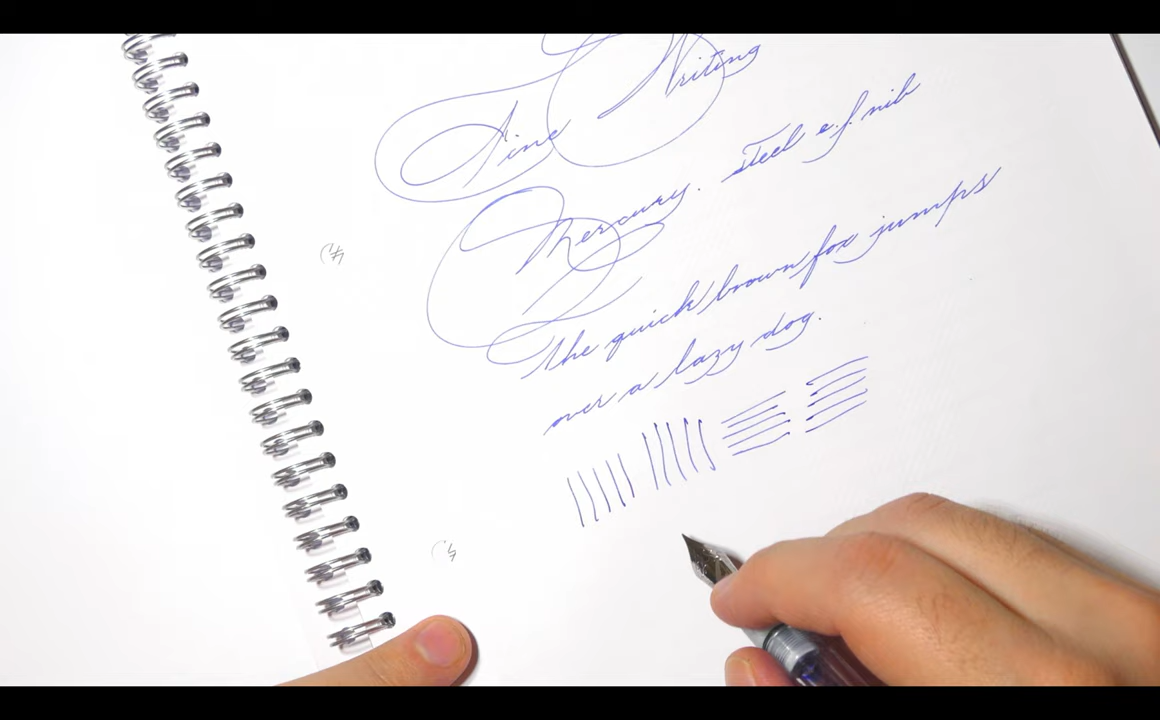 Fine Writing
Mercury. steel e.f. nib
The quick brown fox jumps
over a lazy dog.